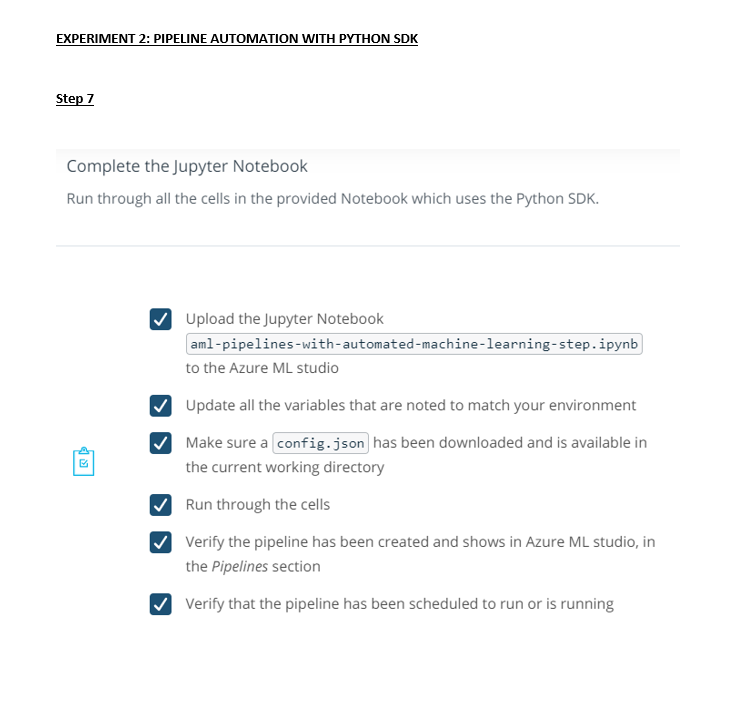 EXPERIMENT 2: PIPELINE AUTOMATION WITH PYTHON SDK
Step 7
Complete the Jupyter Notebook
Run through all the cells in the provided Notebook which uses the Python SDK.
Upload the Jupyter Notebook
aml-pipelines-with-automated-machine-learning-step.ipynb
to the Azure ML studio
Update all the variables that are noted to match your environment
Make sure a config.json has been downloaded and is available in
the current working directory
Run through the cells
Verify the pipeline has been created and shows in Azure ML studio, in
the Pipelines section
Verify that the pipeline has been scheduled to run or is running